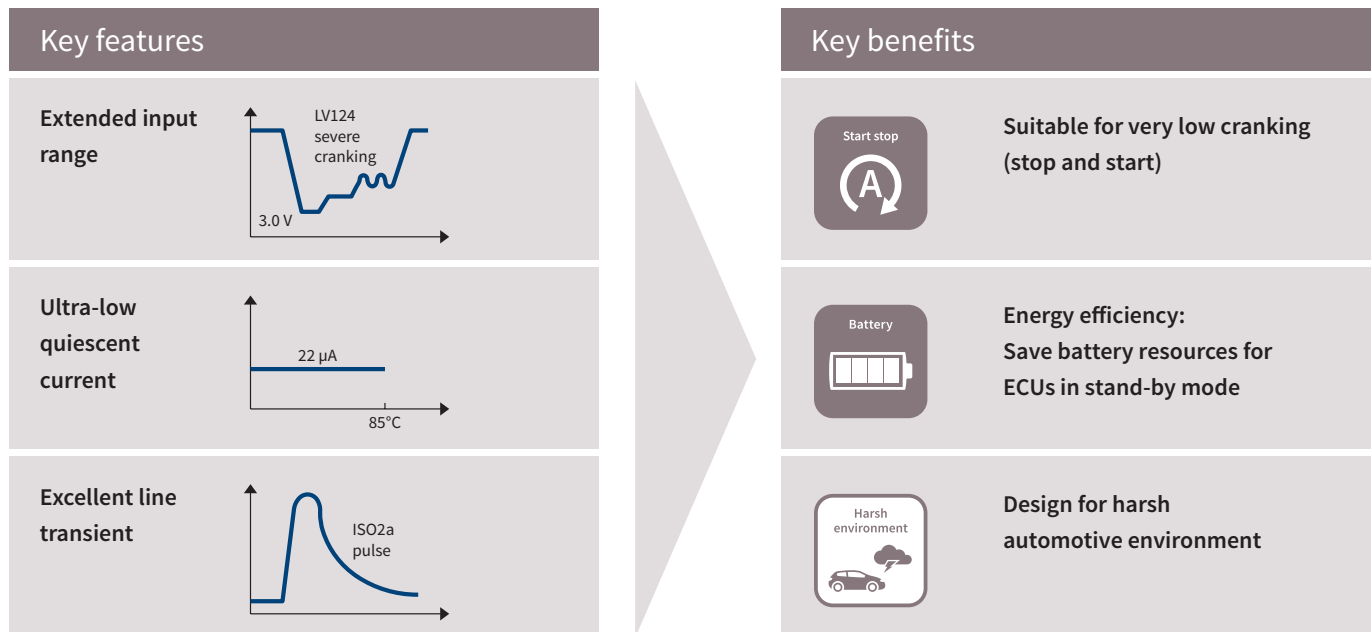 Key features
Key benefits
Extended input
range
LV124
severe
cranking
3.0 V
Start stop
A
Suitable for very low cranking
(stop and start)
Ultra-low
quiescent
current
22 µA
85°C
Battery
Energy efficiency:
Save battery resources for
ECUs in stand-by mode
Excellent line
transient
ISO2a
pulse
Harsh
environment
Design for harsh
automotive environment